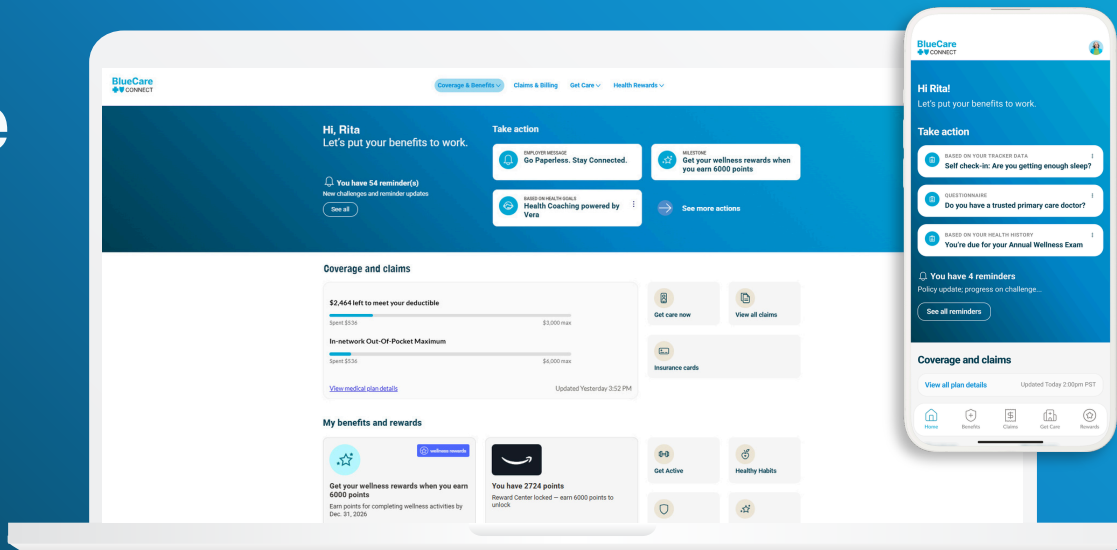 BlueCare
CONNECT
Coverage & Benefits
Claims & Billing
Get Care
Health Rewards
Hi, Rita
Let's put your benefits to work.
You have 54 reminder(s)
New challenges and reminder updates
See all
Take action
EMPLOYER MESSAGE
Go Paperless. Stay Connected.
MILESTONE
Get your wellness rewards when
you earn 6000 points
BASED ON HEALTH GOALS
Health Coaching powered by
Vera
See more actions
Coverage and claims
$2,464 left to meet your deductible
Spent $536
$3,000 max
In-network Out-Of-Pocket Maximum
Spent $536
$6,000 max
View medical plan details
Updated Yesterday 3:52 PM
Get care now
View all claims
Insurance cards
My benefits and rewards
wellness rewards
Get your wellness rewards when you earn
6000 points
Earn points for completing wellness activities by
Dec. 31, 2026
You have 2724 points
Reward Center locked — earn 6000 points to
unlock
Get Active
Healthy Habits
BlueCare
CONNECT
Hi Rita!
Let's put your benefits to work.
Take action
BASED ON YOUR TRACKER DATA
Self check-in: Are you getting enough sleep?
QUESTIONNAIRE
Do you have a trusted primary care doctor?
BASED ON YOUR HEALTH HISTORY
You're due for your Annual Wellness Exam
You have 4 reminders
Policy update; progress on challenge...
See all reminders
Coverage and claims
View all plan details
Updated Today 2:00pm PST
Home
Benefits
Claims
Get Care
Rewards